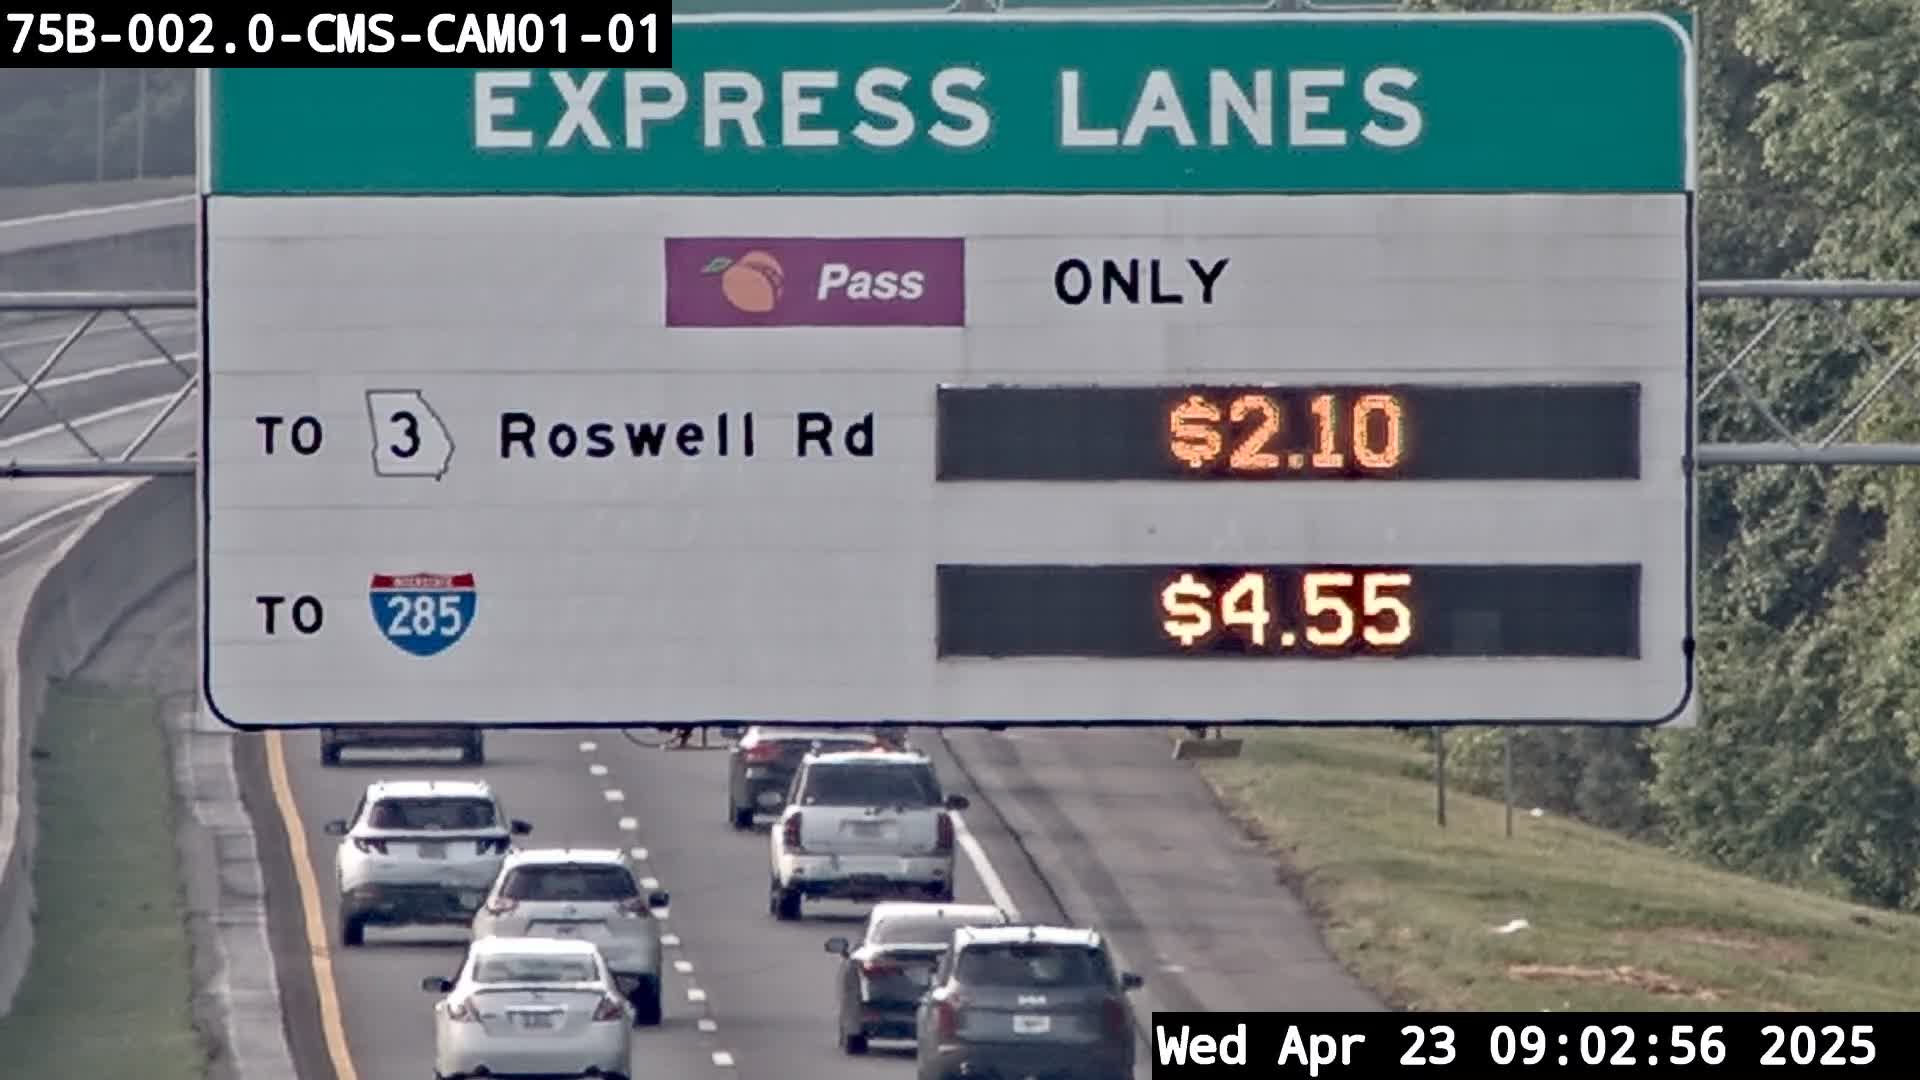 75B-002.0-CMS-CAM01-01
EXPRESS LANES
Pass ONLY
TO 3 Roswell Rd $2.10
TO INTERSTATE 285 $4.55
Wed Apr 23 09:02:56 2025